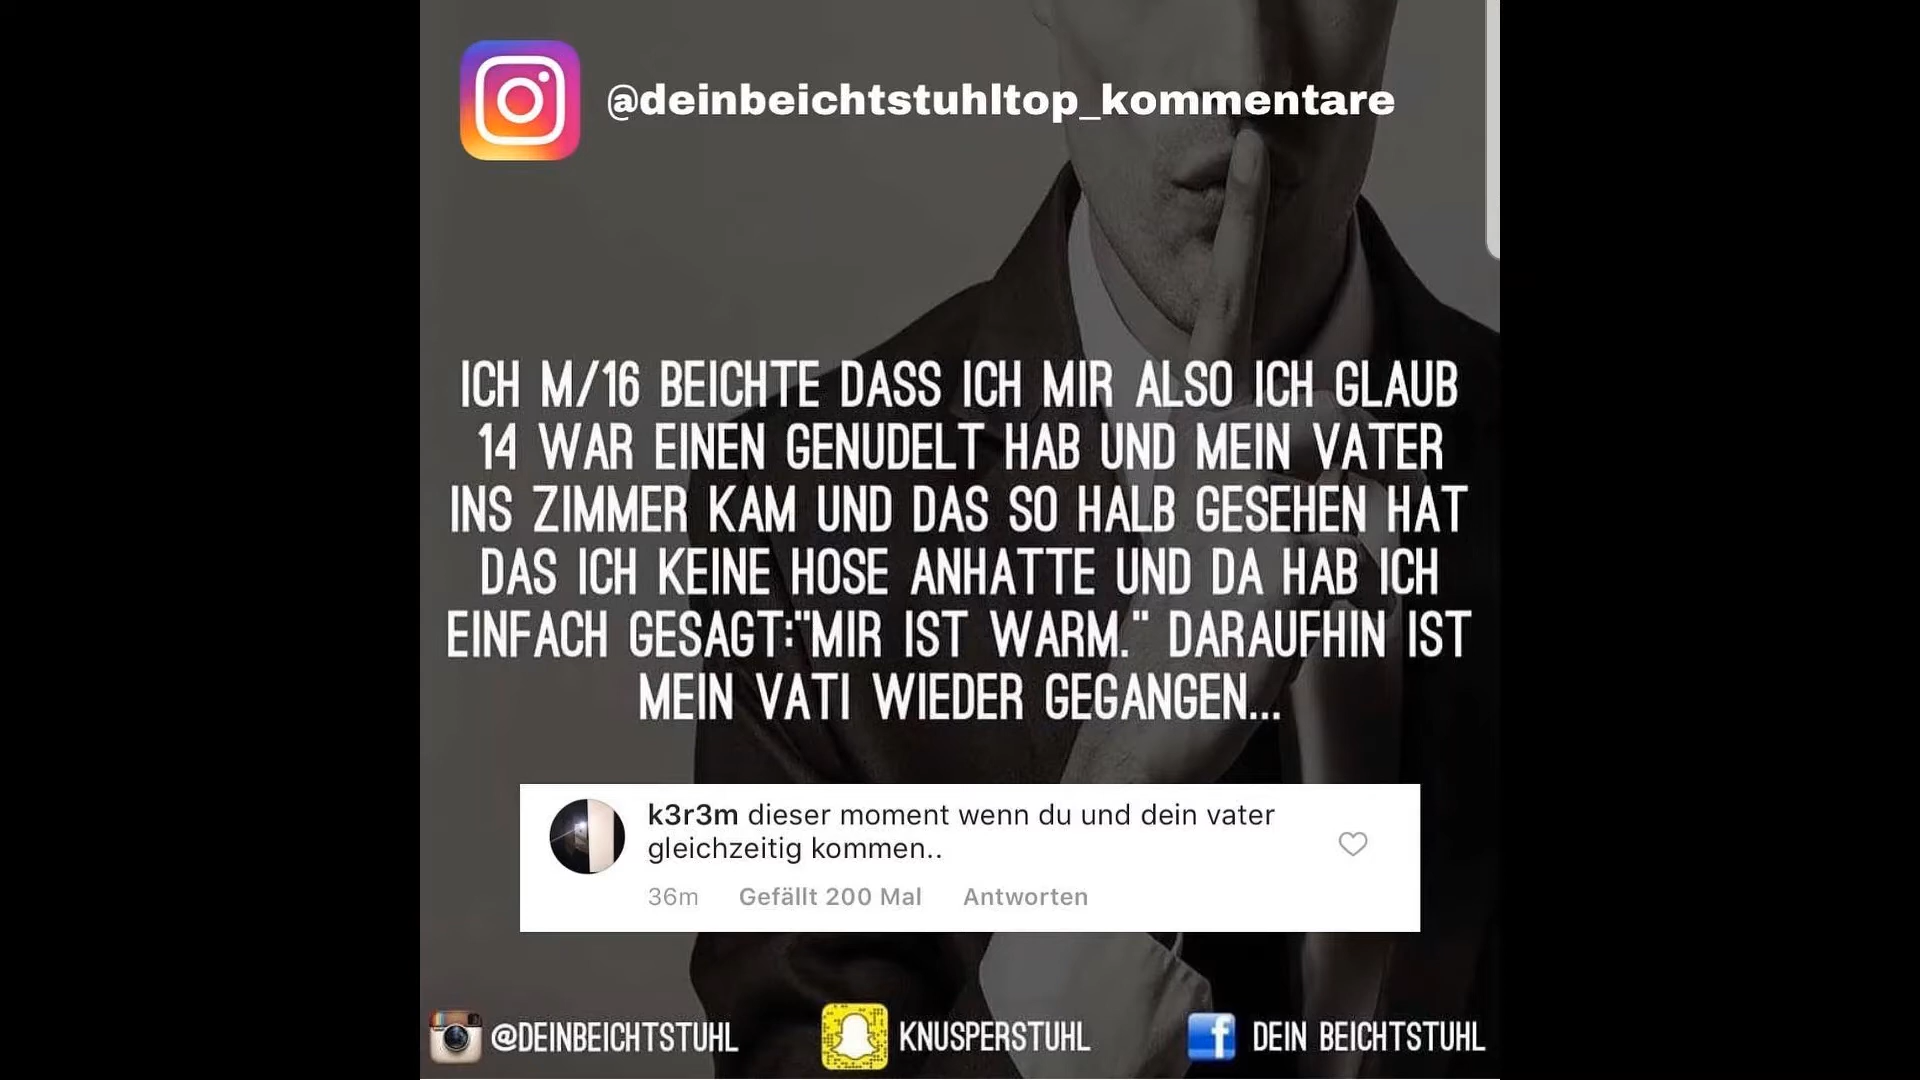 @deinbeichtstuhltop_kommentare
ICH M/16 BEICHTE DASS ICH MIR ALSO ICH GLAUB
14 WAR EINEN GENUDELT HAB UND MEIN VATER
INS ZIMMER KAM UND DAS SO HALB GESEHEN HAT
DAS ICH KEINE HOSE ANHATTE UND DA HAB ICH
EINFACH GESAGT:"MIR IST WARM." DARAUFHIN IST
MEIN VATI WIEDER GEGANGEN...
k3r3m dieser moment wenn du und dein vater
gleichzeitig kommen..
36m Gefällt 200 Mal Antworten
@DEINBEICHTSTUHL KNUSPERSTUHL f DEIN BEICHTSTUHL